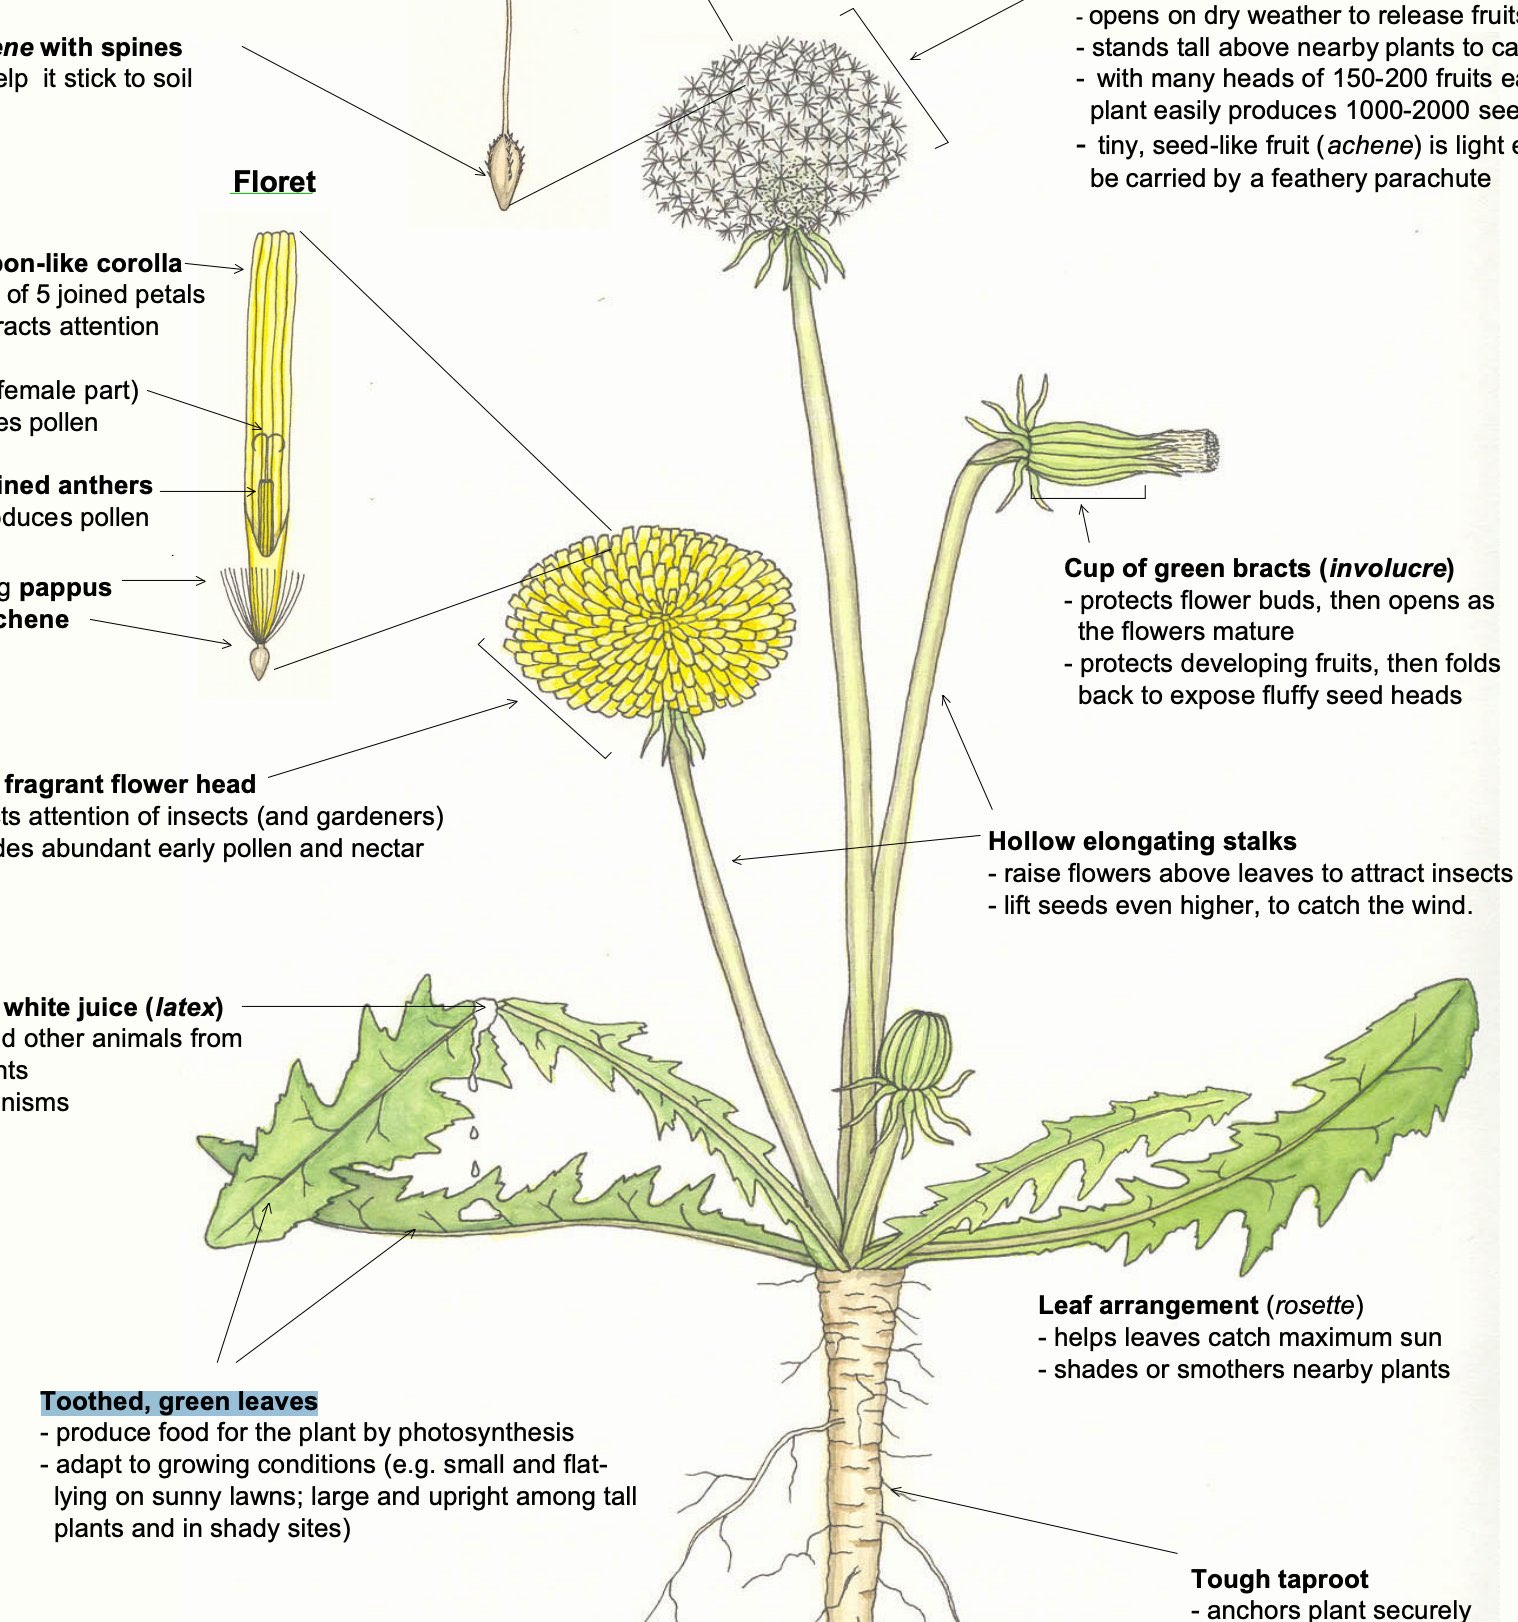 ene with spines
elp it stick to soil
- opens on dry weather to release fruits
- stands tall above nearby plants to ca
- with many heads of 150-200 fruits ea
plant easily produces 1000-2000 see
- tiny, seed-like fruit (achene) is light e
be carried by a feathery parachute
Floret
bon-like corolla
of 5 joined petals
racts attention
female part)
es pollen
ined anthers
oduces pollen
g pappus
chene
Cup of green bracts (involucre)
- protects flower buds, then opens as
the flowers mature
- protects developing fruits, then folds
back to expose fluffy seed heads
fragrant flower head
cts attention of insects (and gardeners)
des abundant early pollen and nectar
Hollow elongating stalks
- raise flowers above leaves to attract insects
- lift seeds even higher, to catch the wind.
white juice (latex)
d other animals from
nts
nisms
Leaf arrangement (rosette)
- helps leaves catch maximum sun
- shades or smothers nearby plants
Toothed, green leaves
- produce food for the plant by photosynthesis
- adapt to growing conditions (e.g. small and flat-
lying on sunny lawns; large and upright among tall
plants and in shady sites)
Tough taproot
- anchors plant securely